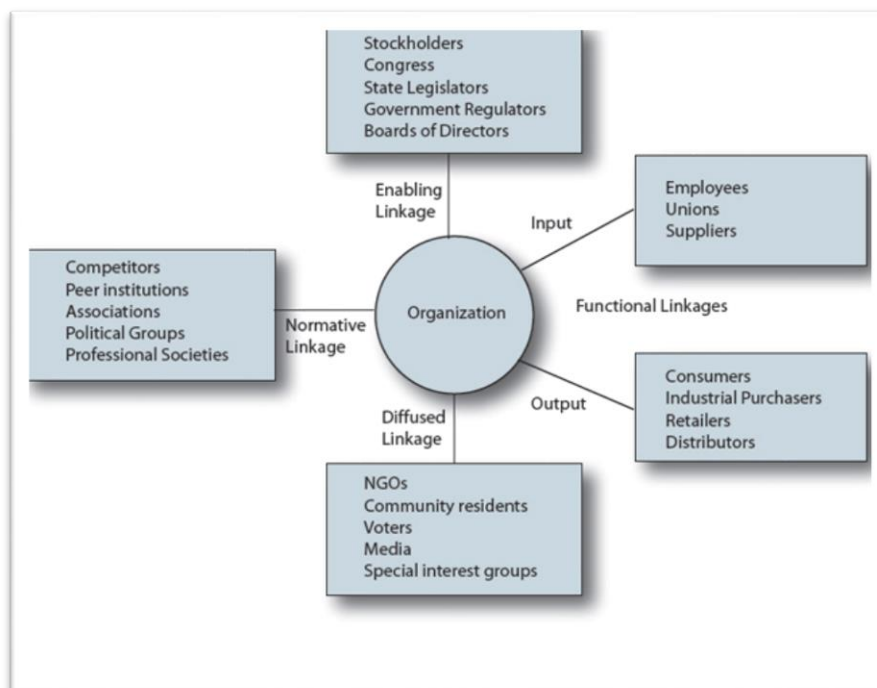 Stockholders
Congress
State Legislators
Government Regulators
Boards of Directors
Enabling
Linkage
Employees
Unions
Suppliers
Input
Competitors
Peer institutions
Associations
Political Groups
Professional Societies
Normative
Linkage
Organization
Functional Linkages
Consumers
Industrial Purchasers
Retailers
Distributors
Output
Diffused
Linkage
NGOs
Community residents
Voters
Media
Special interest groups